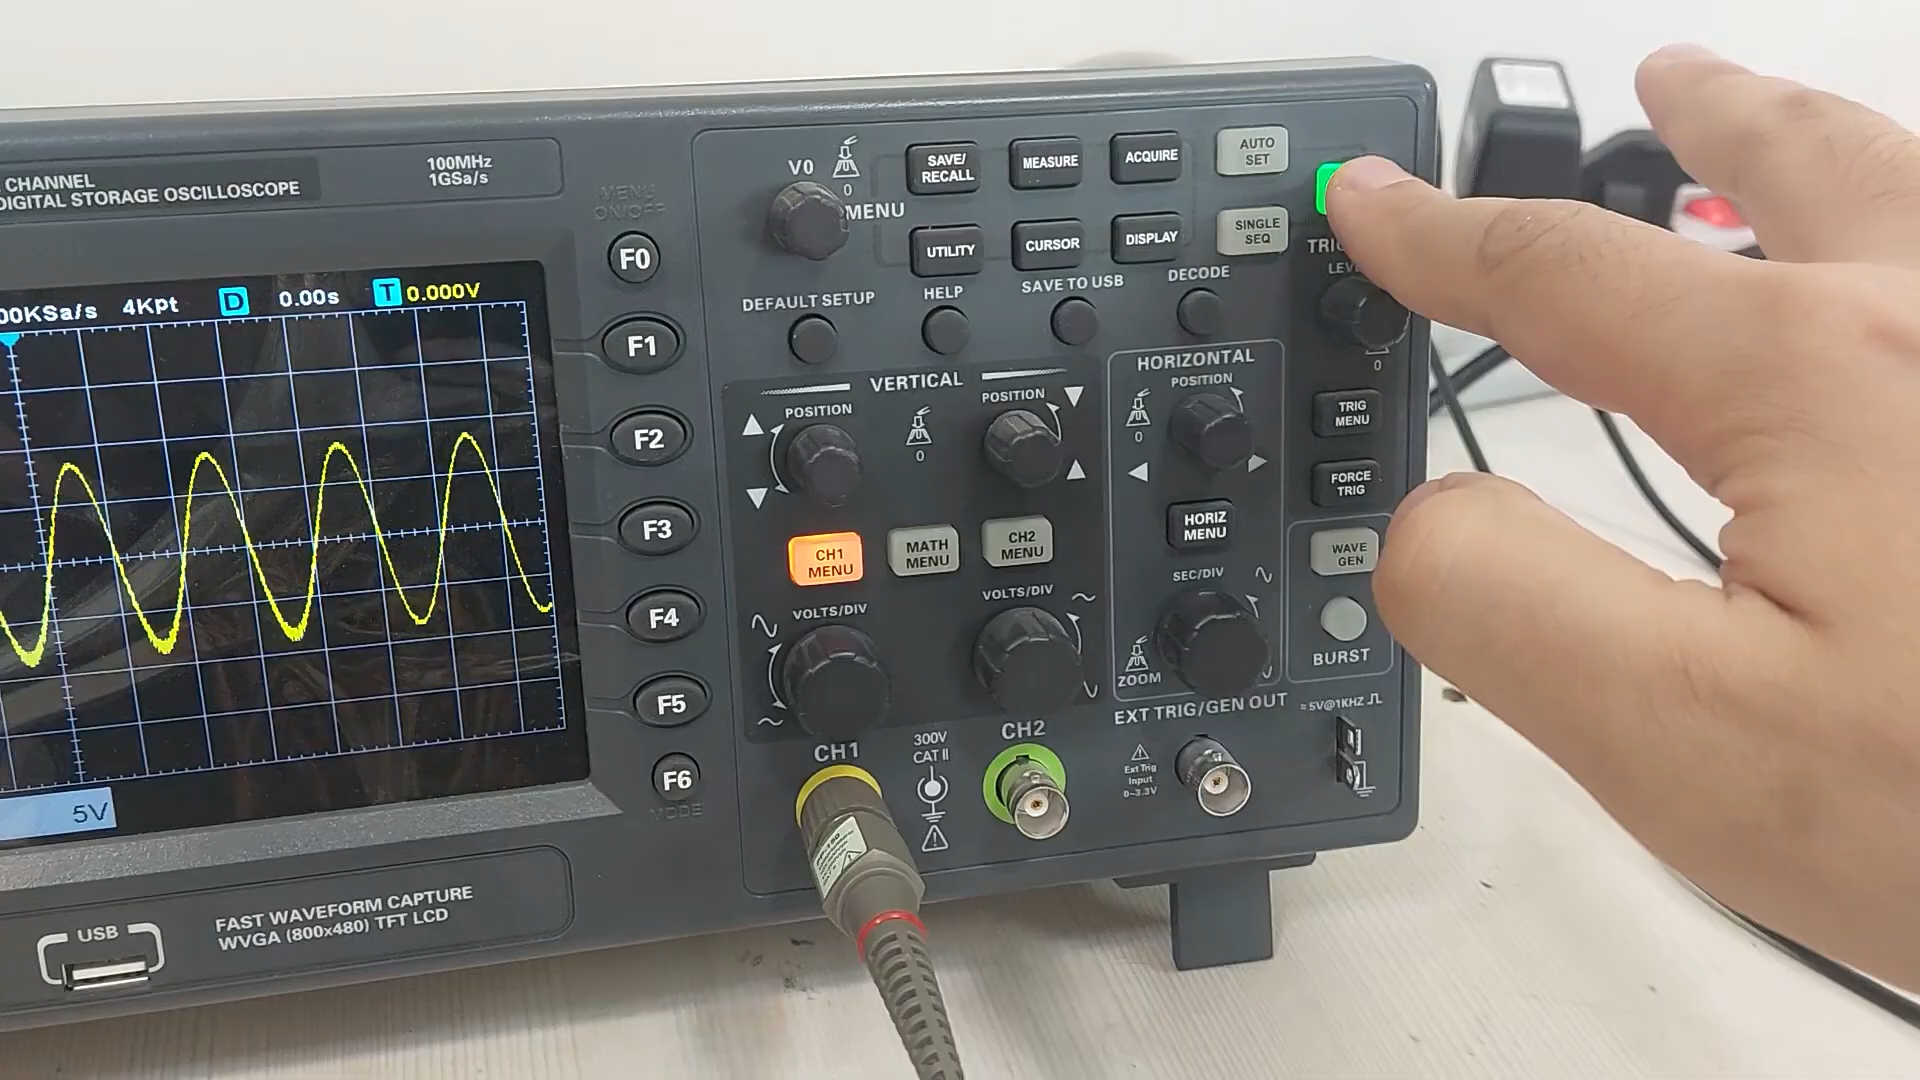 CHANNEL
DIGITAL STORAGE OSCILLOSCOPE
100MHz
1GSa/s
MENU
ON/OFF
00KSa/s 4Kpt D 0.00s T 0.000V
5V
F0
F1
F2
F3
F4
F5
F6
MODE
USB
FAST WAVEFORM CAPTURE
WVGA (800x480) TFT LCD
V0
0
MENU
SAVE/
RECALL
MEASURE
ACQUIRE
AUTO
SET
UTILITY
CURSOR
DISPLAY
SINGLE
SEQ
DEFAULT SETUP
HELP
SAVE TO USB
DECODE
VERTICAL
POSITION
0
POSITION
CH1
MENU
MATH
MENU
CH2
MENU
VOLTS/DIV
VOLTS/DIV
HORIZONTAL
POSITION
0
HORIZ
MENU
SEC/DIV
ZOOM
0
TRIG
MENU
FORCE
TRIG
WAVE
GEN
BURST
CH1
300V
CAT II
CH2
EXT TRIG/GEN OUT
Ext Trig
Input
0~3.3V
≈5V@1KHZ